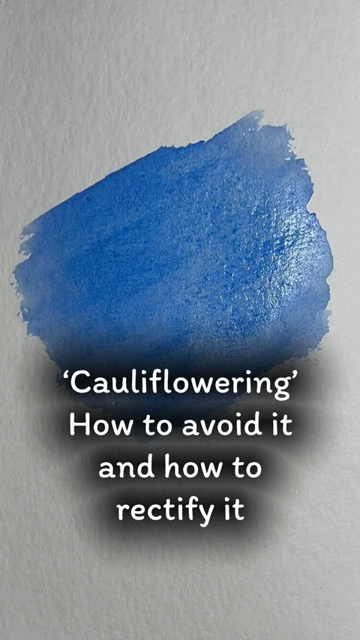 ‘Cauliflowering’
How to avoid it
and how to
rectify it